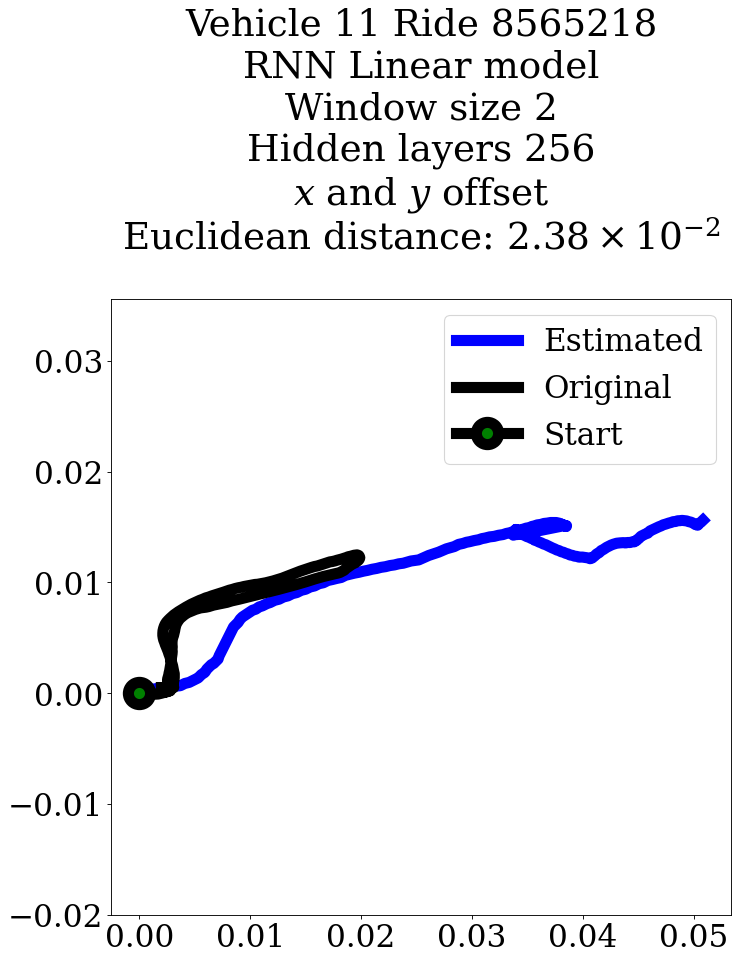 Vehicle 11 Ride 8565218
RNN Linear model
Window size 2
Hidden layers 256
x and y offset
Euclidean distance: 2.38 × 10⁻²
Estimated
Original
Start
0.03
0.02
0.01
0.00
−0.01
−0.02
0.00 0.01 0.02 0.03 0.04 0.05